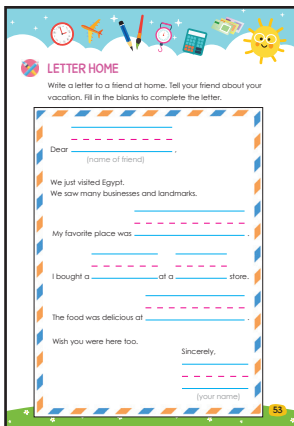 LETTER HOME
Write a letter to a friend at home. Tell your friend about your
vacation. Fill in the blanks to complete the letter.
Dear ,
(name of friend)
We just visited Egypt.
We saw many businesses and landmarks.
My favorite place was .
I bought a at a store.
The food was delicious at .
Wish you were here too.
Sincerely,
(your name)
53